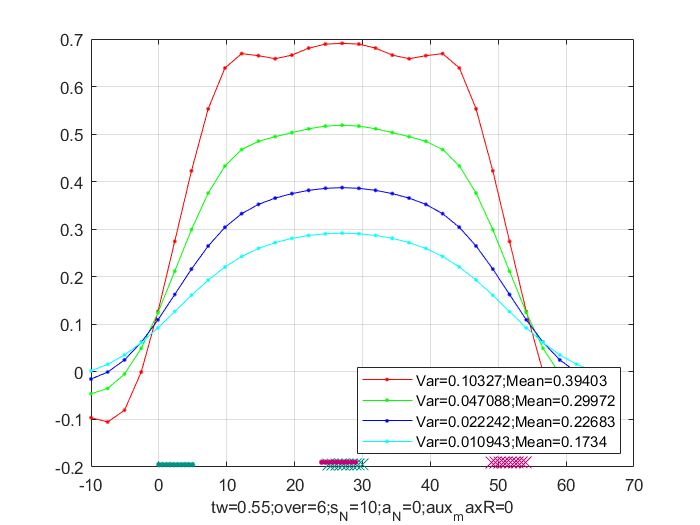 0.7
0.6
0.5
0.4
0.3
0.2
0.1
0
-0.1
-0.2
Var=0.10327;Mean=0.39403
Var=0.047088;Mean=0.29972
Var=0.022242;Mean=0.22683
Var=0.010943;Mean=0.1734
-10 0 10 20 30 40 50 60 70
tw=0.55;over=6;s_N=10;a_N=0;aux_maxR=0